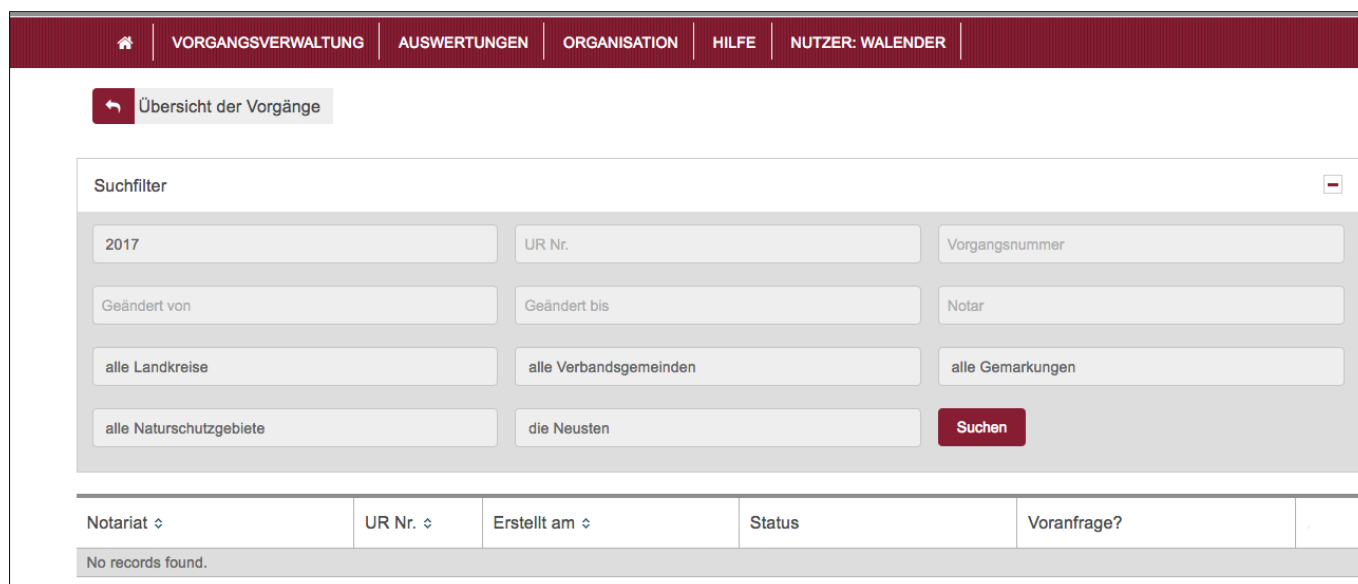 VORGANGSVERWALTUNG AUSWERTUNGEN ORGANISATION HILFE NUTZER: WALENDER
Übersicht der Vorgänge
Suchfilter
2017 UR Nr. Vorgangsnummer
Geändert von Geändert bis Notar
alle Landkreise alle Verbandsgemeinden alle Gemarkungen
alle Naturschutzgebiete die Neusten Suchen
Notariat UR Nr. Erstellt am Status Voranfrage?
No records found.